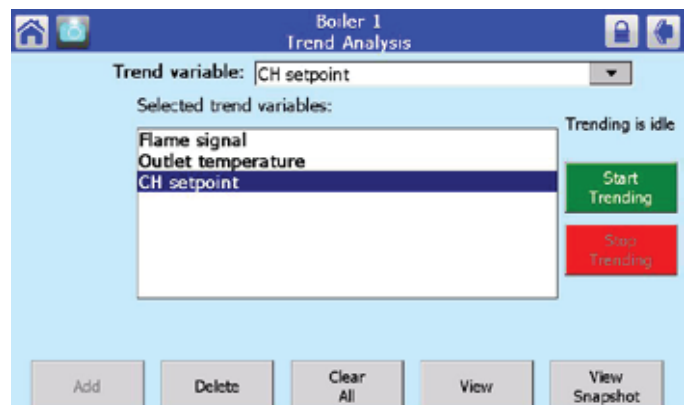 Boiler 1
Trend Analysis
Trend variable: CH setpoint
Selected trend variables:
Trending is idle
Flame signal
Outlet temperature
CH setpoint
Start
Trending
Stop
Trending
Add
Delete
Clear
All
View
View
Snapshot